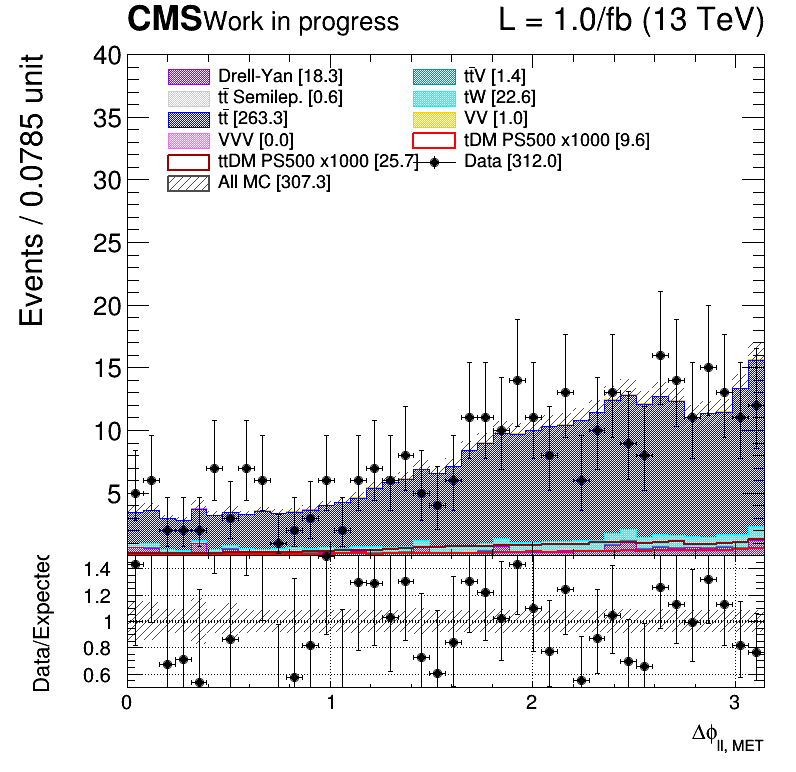 CMS Work in progress L = 1.0/fb (13 TeV)
Events / 0.0785 unit
40
35
30
25
20
15
10
5
Drell-Yan [18.3]
tt̄ Semilep. [0.6]
tt̄ [263.3]
VVV [0.0]
ttDM PS500 x1000 [25.7]
All MC [307.3]
tt̄V [1.4]
tW [22.6]
VV [1.0]
tDM PS500 x1000 [9.6]
Data [312.0]
Data/Expected
1.4
1.2
1
0.8
0.6
0 1 2 3
Δϕll, MET